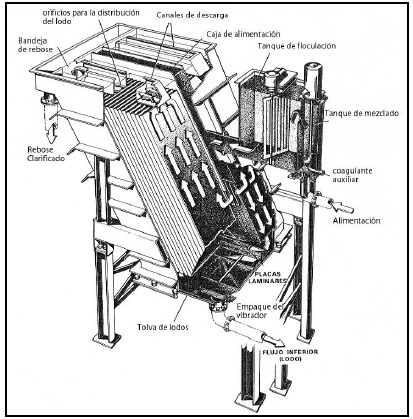 orificios para la distribución
del lodo
Canales de descarga
Bandeja
de rebose
Caja de alimentación
Tanque de floculación
Tanque de mezclado
Rebose
Clarificado
coagulante
auxiliar
Alimentación
PLACAS
LAMINARES
Empaque del
vibrador
Tolva de lodos
FLUJO INFERIOR
(LODO)